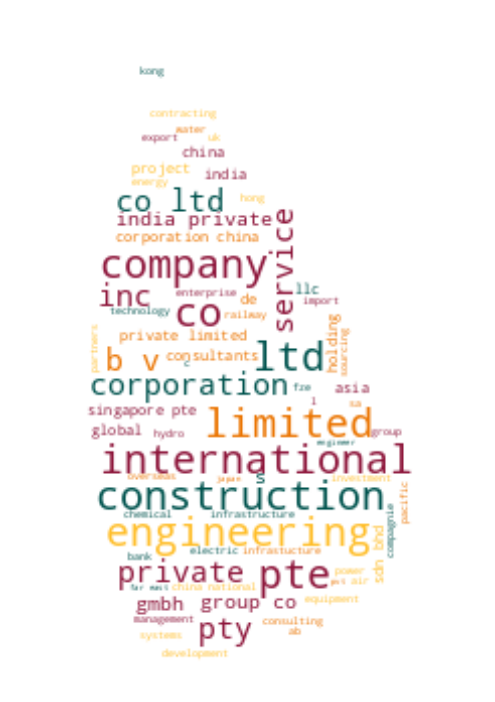 kong
contracting
water
export uk
china
project india
energy
co ltd hong
india private
service
corporation china
company
inc enterprise de llc
co import
technology railway
partners private limited holding sourcing
b v consultants ltd
c
corporation fze asia
l sa
singapore pte limited
global hydro group
engineer
international
overseas japan s investment
construction pacific
chemical infrastructure compagnie
engineering
bank electric infrastucture sdn bhd
private pte power
pvt air
far east china national
gmbh group co equipment
management pty consulting
systems ab
development